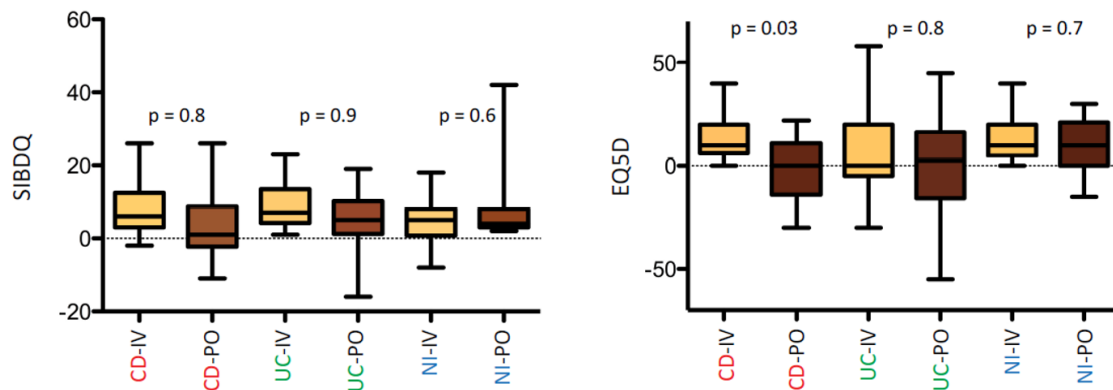 SIBDQ
60
40
20
0
-20
p = 0.8
p = 0.9
p = 0.6
CD-IV
CD-PO
UC-IV
UC-PO
NI-IV
NI-PO
EQ5D
50
0
-50
p = 0.03
p = 0.8
p = 0.7
CD-IV
CD-PO
UC-IV
UC-PO
NI-IV
NI-PO